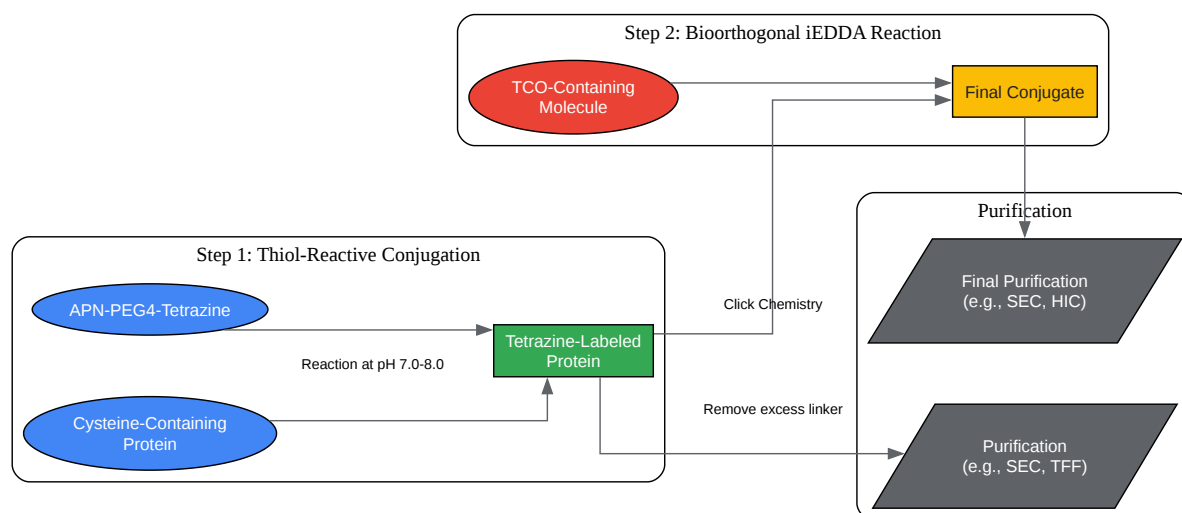 Step 2: Bioorthogonal iEDDA Reaction
TCO-Containing
Molecule
Final Conjugate
Purification
Final Purification
(e.g., SEC, HIC)
Step 1: Thiol-Reactive Conjugation
APN-PEG4-Tetrazine
Click Chemistry
Tetrazine-Labeled
Protein
Reaction at pH 7.0-8.0
Remove excess linker
Cysteine-Containing
Protein
Purification
(e.g., SEC, TFF)